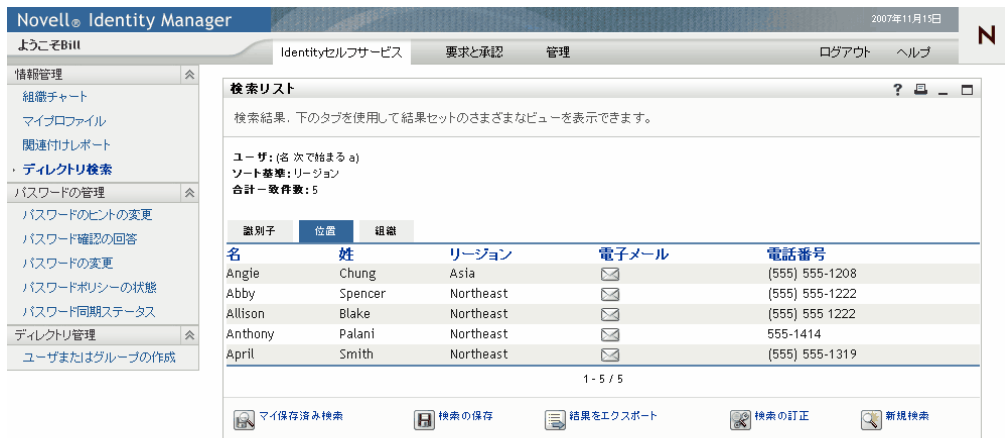 Novell® Identity Manager
2007年11月15日
ようこそBill
Identityセルフサービス 要求と承認 管理 ログアウト ヘルプ
N
情報管理
組織チャート
マイプロファイル
関連付けレポート
ディレクトリ検索
パスワードの管理
パスワードのヒントの変更
パスワード確認の回答
パスワードの変更
パスワードポリシーの状態
パスワード同期ステータス
ディレクトリ管理
ユーザまたはグループの作成
検索リスト
検索結果. 下のタブを使用して結果セットのさまざまなビューを表示できます。
ユーザ: (名 次で始まる a)
ソート基準: リージョン
合計一致件数: 5
識別子 位置 組織
名 姓 リージョン 電子メール 電話番号
Angie Chung Asia (555) 555-1208
Abby Spencer Northeast (555) 555-1222
Allison Blake Northeast (555) 555 1222
Anthony Palani Northeast 555-1414
April Smith Northeast (555) 555-1319
1 - 5 / 5
マイ保存済み検索 検索の保存 結果をエクスポート 検索の訂正 新規検索